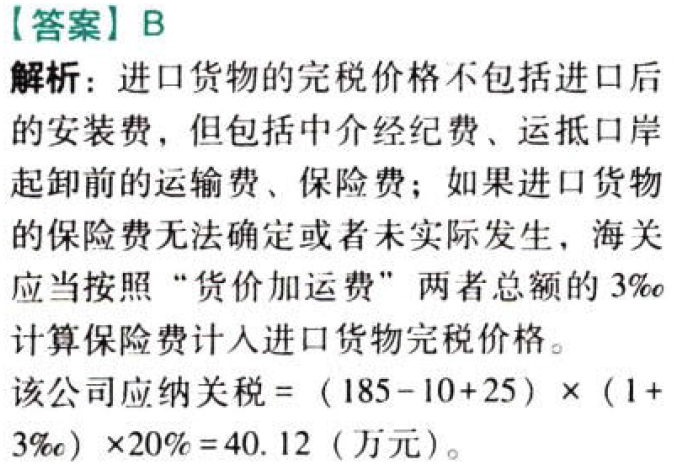 【答案】B
解析：进口货物的完税价格不包括进口后
的安装费，但包括中介经纪费、运抵口岸
起卸前的运输费、保险费；如果进口货物
的保险费无法确定或者未实际发生，海关
应当按照“货价加运费”两者总额的3‰
计算保险费计入进口货物完税价格。
该公司应纳关税=（185-10+25）×（1+
3‰）×20%=40.12（万元）。